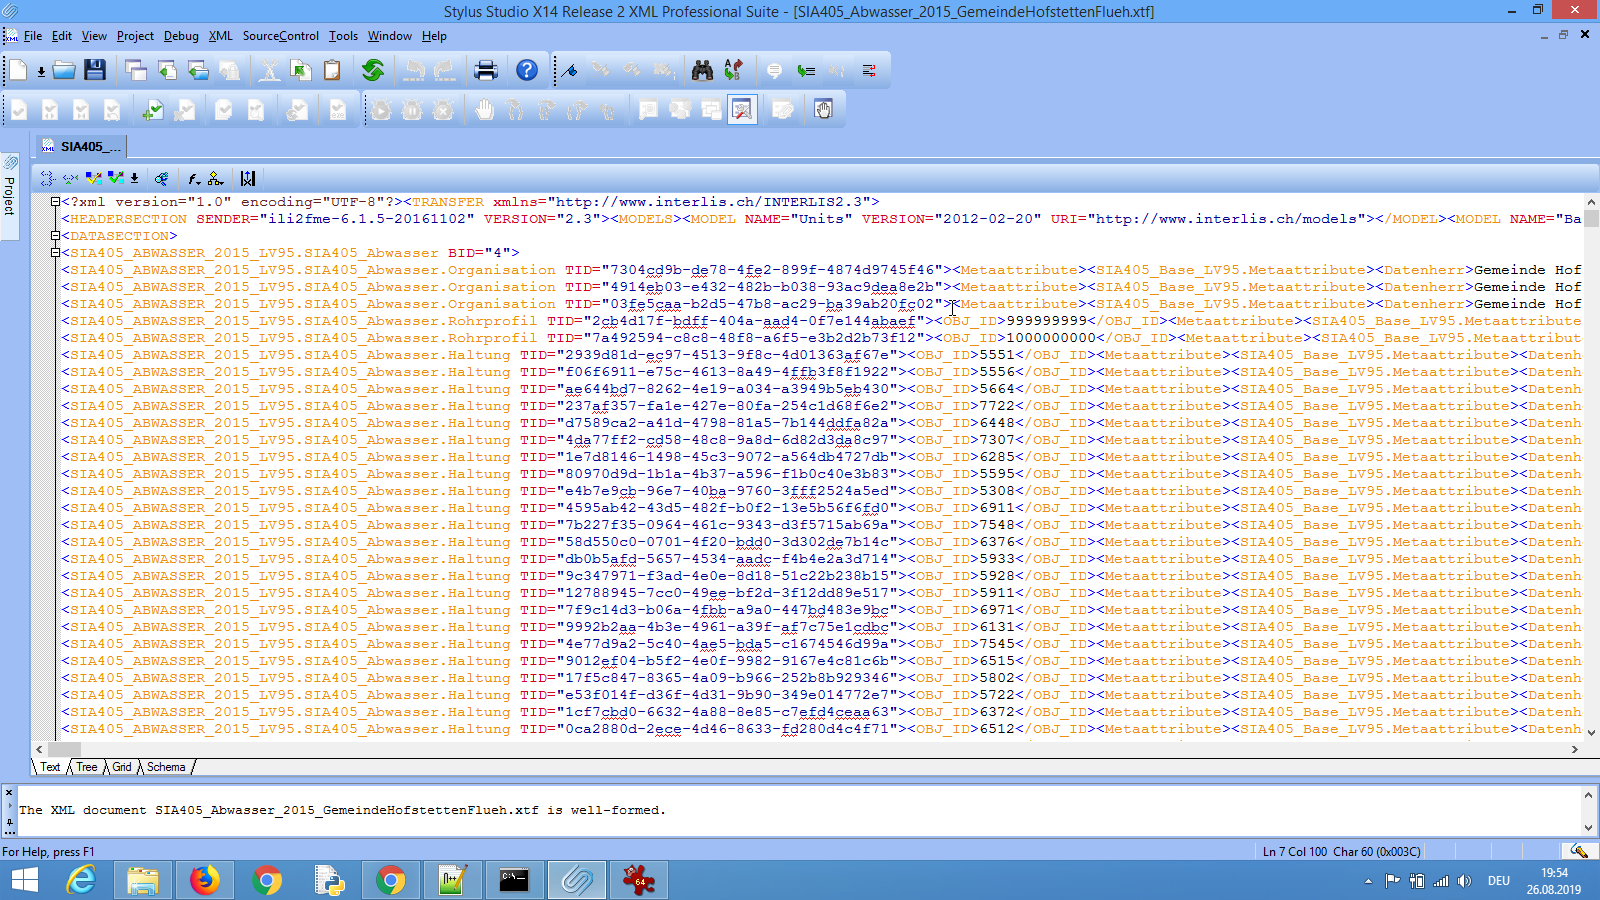 Stylus Studio X14 Release 2 XML Professional Suite - [SIA405_Abwasser_2015_GemeindeHofstettenFlueh.xtf]
File Edit View Project Debug XML SourceControl Tools Window Help
SIA405_...
Project
<?xml version="1.0" encoding="UTF-8"?><TRANSFER xmlns="http://www.interlis.ch/INTERLIS2.3">
<HEADERSECTION SENDER="ili2fme-6.1.5-20161102" VERSION="2.3"><MODELS><MODEL NAME="Units" VERSION="2012-02-20" URI="http://www.interlis.ch/models"></MODEL><MODEL NAME="Ba
<DATASECTION>
<SIA405_ABWASSER_2015_LV95.SIA405_Abwasser BID="4">
<SIA405_ABWASSER_2015_LV95.SIA405_Abwasser.Organisation TID="7304cd9b-de78-4fe2-899f-4874d9745f46"><Metaattribute><SIA405_Base_LV95.Metaattribute><Datenherr>Gemeinde Hof
<SIA405_ABWASSER_2015_LV95.SIA405_Abwasser.Organisation TID="4914eb03-e432-482b-b038-93ac9dea8e2b"><Metaattribute><SIA405_Base_LV95.Metaattribute><Datenherr>Gemeinde Hof
<SIA405_ABWASSER_2015_LV95.SIA405_Abwasser.Organisation TID="03fe5caa-b2d5-47b8-ac29-ba39ab20fc02"><Metaattribute><SIA405_Base_LV95.Metaattribute><Datenherr>Gemeinde Hof
<SIA405_ABWASSER_2015_LV95.SIA405_Abwasser.Rohrprofil TID="2cb4d17f-bdff-404a-aad4-0f7e144abaef"><OBJ_ID>999999999</OBJ_ID><Metaattribute><SIA405_Base_LV95.Metaattribute
<SIA405_ABWASSER_2015_LV95.SIA405_Abwasser.Rohrprofil TID="7a492594-c8c8-48f8-a6f5-e3b2d2b73f12"><OBJ_ID>1000000000</OBJ_ID><Metaattribute><SIA405_Base_LV95.Metaattribut
<SIA405_ABWASSER_2015_LV95.SIA405_Abwasser.Haltung TID="2939d81d-ec97-4513-9f8c-4d01363af67e"><OBJ_ID>5551</OBJ_ID><Metaattribute><SIA405_Base_LV95.Metaattribute><Datenh
<SIA405_ABWASSER_2015_LV95.SIA405_Abwasser.Haltung TID="f06f6911-e75c-4613-8a49-4ffb3f8f1922"><OBJ_ID>5556</OBJ_ID><Metaattribute><SIA405_Base_LV95.Metaattribute><Datenh
<SIA405_ABWASSER_2015_LV95.SIA405_Abwasser.Haltung TID="ae644bd7-8262-4e19-a034-a3949b5eb430"><OBJ_ID>5664</OBJ_ID><Metaattribute><SIA405_Base_LV95.Metaattribute><Datenh
<SIA405_ABWASSER_2015_LV95.SIA405_Abwasser.Haltung TID="237af357-fa1e-427e-80fa-254c1d68f6e2"><OBJ_ID>7722</OBJ_ID><Metaattribute><SIA405_Base_LV95.Metaattribute><Datenh
<SIA405_ABWASSER_2015_LV95.SIA405_Abwasser.Haltung TID="d7589ca2-a41d-4798-81a5-7b144ddfa82a"><OBJ_ID>6448</OBJ_ID><Metaattribute><SIA405_Base_LV95.Metaattribute><Datenh
<SIA405_ABWASSER_2015_LV95.SIA405_Abwasser.Haltung TID="4da77ff2-cd58-48c8-9a8d-6d82d3da8c97"><OBJ_ID>7307</OBJ_ID><Metaattribute><SIA405_Base_LV95.Metaattribute><Datenh
<SIA405_ABWASSER_2015_LV95.SIA405_Abwasser.Haltung TID="1e7d8146-1498-45c3-9072-a564db4727db"><OBJ_ID>6285</OBJ_ID><Metaattribute><SIA405_Base_LV95.Metaattribute><Datenh
<SIA405_ABWASSER_2015_LV95.SIA405_Abwasser.Haltung TID="80970d9d-1b1a-4b37-a596-f1b0c40e3b83"><OBJ_ID>5595</OBJ_ID><Metaattribute><SIA405_Base_LV95.Metaattribute><Datenh
<SIA405_ABWASSER_2015_LV95.SIA405_Abwasser.Haltung TID="e4b7e9cb-96e7-40ba-9760-3fff2524a5ed"><OBJ_ID>5308</OBJ_ID><Metaattribute><SIA405_Base_LV95.Metaattribute><Datenh
<SIA405_ABWASSER_2015_LV95.SIA405_Abwasser.Haltung TID="4595ab42-43d5-482f-b0f2-13e5b56f6fd0"><OBJ_ID>6911</OBJ_ID><Metaattribute><SIA405_Base_LV95.Metaattribute><Datenh
<SIA405_ABWASSER_2015_LV95.SIA405_Abwasser.Haltung TID="7b227f35-0964-461c-9343-d3f5715ab69a"><OBJ_ID>7548</OBJ_ID><Metaattribute><SIA405_Base_LV95.Metaattribute><Datenh
<SIA405_ABWASSER_2015_LV95.SIA405_Abwasser.Haltung TID="58d550c0-0701-4f20-bdd0-3d302de7b14c"><OBJ_ID>6376</OBJ_ID><Metaattribute><SIA405_Base_LV95.Metaattribute><Datenh
<SIA405_ABWASSER_2015_LV95.SIA405_Abwasser.Haltung TID="db0b5afd-5657-4534-aadc-f4b4e2a3d714"><OBJ_ID>5933</OBJ_ID><Metaattribute><SIA405_Base_LV95.Metaattribute><Datenh
<SIA405_ABWASSER_2015_LV95.SIA405_Abwasser.Haltung TID="9c347971-f3ad-4e0e-8d18-51c22b238b15"><OBJ_ID>5928</OBJ_ID><Metaattribute><SIA405_Base_LV95.Metaattribute><Datenh
<SIA405_ABWASSER_2015_LV95.SIA405_Abwasser.Haltung TID="12788945-7cc0-49ee-bf2d-3f12dd89e517"><OBJ_ID>5911</OBJ_ID><Metaattribute><SIA405_Base_LV95.Metaattribute><Datenh
<SIA405_ABWASSER_2015_LV95.SIA405_Abwasser.Haltung TID="7f9c14d3-b06a-4fbb-a9a0-447bd483e9bc"><OBJ_ID>6971</OBJ_ID><Metaattribute><SIA405_Base_LV95.Metaattribute><Datenh
<SIA405_ABWASSER_2015_LV95.SIA405_Abwasser.Haltung TID="9992b2aa-4b3e-4961-a39f-af7c75e1cdbc"><OBJ_ID>6131</OBJ_ID><Metaattribute><SIA405_Base_LV95.Metaattribute><Datenh
<SIA405_ABWASSER_2015_LV95.SIA405_Abwasser.Haltung TID="4e77d9a2-5c40-4ae5-bda5-c1674546d99a"><OBJ_ID>7545</OBJ_ID><Metaattribute><SIA405_Base_LV95.Metaattribute><Datenh
<SIA405_ABWASSER_2015_LV95.SIA405_Abwasser.Haltung TID="9012ef04-b5f2-4e0f-9982-9167e4c81c6b"><OBJ_ID>6515</OBJ_ID><Metaattribute><SIA405_Base_LV95.Metaattribute><Datenh
<SIA405_ABWASSER_2015_LV95.SIA405_Abwasser.Haltung TID="17f5c847-8365-4a09-b966-252b8b929346"><OBJ_ID>5802</OBJ_ID><Metaattribute><SIA405_Base_LV95.Metaattribute><Datenh
<SIA405_ABWASSER_2015_LV95.SIA405_Abwasser.Haltung TID="e53f014f-d36f-4d31-9b90-349e014772e7"><OBJ_ID>5722</OBJ_ID><Metaattribute><SIA405_Base_LV95.Metaattribute><Datenh
<SIA405_ABWASSER_2015_LV95.SIA405_Abwasser.Haltung TID="1cf7cbd0-6632-4a88-8e85-c7efd4ceaa63"><OBJ_ID>6372</OBJ_ID><Metaattribute><SIA405_Base_LV95.Metaattribute><Datenh
<SIA405_ABWASSER_2015_LV95.SIA405_Abwasser.Haltung TID="0ca2880d-2ece-4d46-8633-fd280d4c4f71"><OBJ_ID>6512</OBJ_ID><Metaattribute><SIA405_Base_LV95.Metaattribute><Datenh
Text Tree Grid Schema
The XML document SIA405_Abwasser_2015_GemeindeHofstettenFlueh.xtf is well-formed.
For Help, press F1
Ln 7 Col 100 Char 60 (0x003C)
64
DEU
19:54
26.08.2019